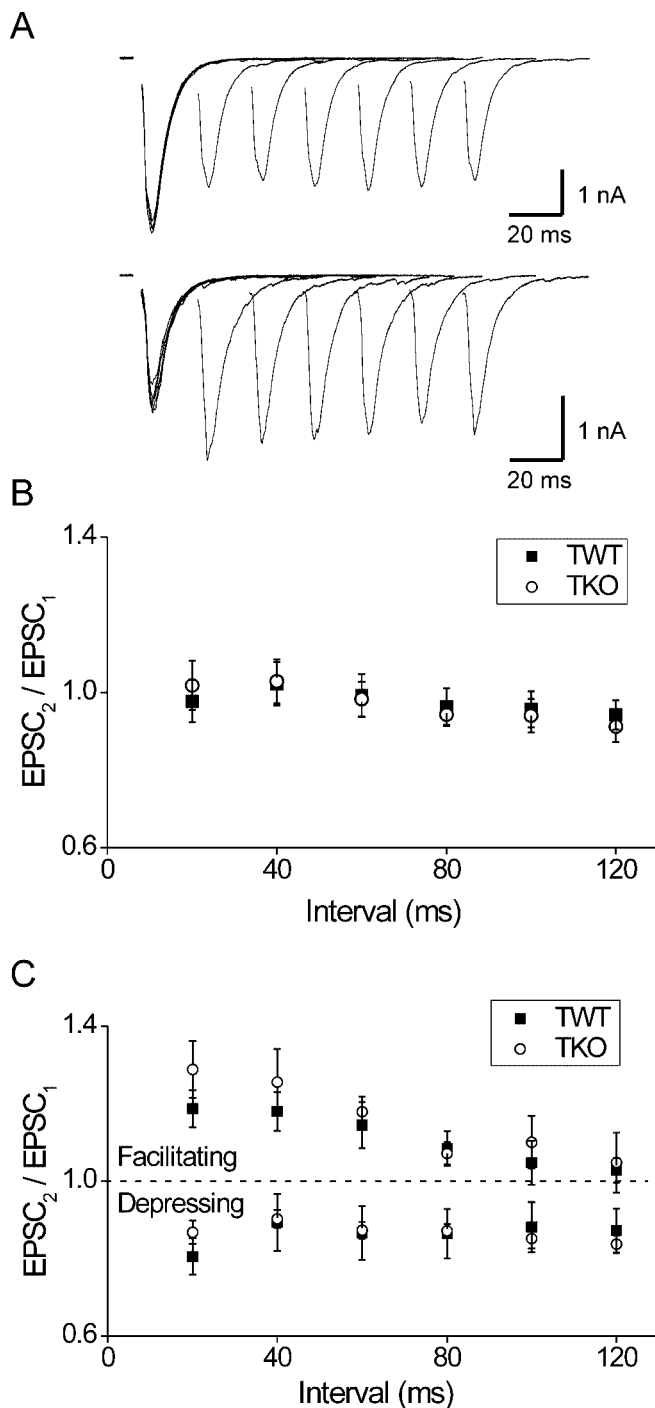 A
1 nA
20 ms
1 nA
20 ms
B
1.4
1.0
0.6
EPSC2 / EPSC1
TWT
TKO
0 40 80 120
Interval (ms)
C
1.4
1.0
0.6
EPSC2 / EPSC1
TWT
TKO
Facilitating
Depressing
0 40 80 120
Interval (ms)